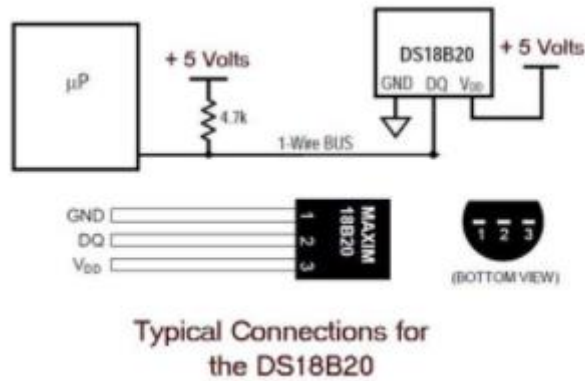 + 5 Volts
DS18B20
+ 5 Volts
µP
GND DQ VDD
4.7k
1-Wire BUS
GND
DQ
VDD
1
2
3
MAXIM
18B20
1 2 3
(BOTTOM VIEW)
Typical Connections for
the DS18B20